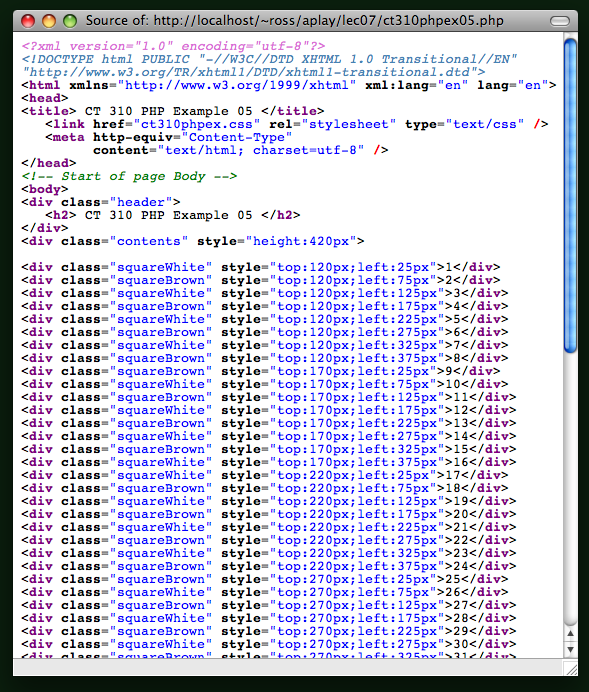 Source of: http://localhost/~ross/aplay/lec07/ct310phpex05.php
<?xml version="1.0" encoding="utf-8"?>
<!DOCTYPE html PUBLIC "-//W3C//DTD XHTML 1.0 Transitional//EN"
"http://www.w3.org/TR/xhtml1/DTD/xhtml1-transitional.dtd">
<html xmlns="http://www.w3.org/1999/xhtml" xml:lang="en" lang="en">
<head>
<title> CT 310 PHP Example 05 </title>
<link href="ct310phpex.css" rel="stylesheet" type="text/css" />
<meta http-equiv="Content-Type"
content="text/html; charset=utf-8" />
</head>
<!-- Start of page Body -->
<body>
<div class="header">
<h2> CT 310 PHP Example 05 </h2>
</div>
<div class="contents" style="height:420px">
<div class="squareWhite" style="top:120px;left:25px">1</div>
<div class="squareBrown" style="top:120px;left:75px">2</div>
<div class="squareWhite" style="top:120px;left:125px">3</div>
<div class="squareBrown" style="top:120px;left:175px">4</div>
<div class="squareWhite" style="top:120px;left:225px">5</div>
<div class="squareBrown" style="top:120px;left:275px">6</div>
<div class="squareWhite" style="top:120px;left:325px">7</div>
<div class="squareBrown" style="top:120px;left:375px">8</div>
<div class="squareBrown" style="top:170px;left:25px">9</div>
<div class="squareWhite" style="top:170px;left:75px">10</div>
<div class="squareBrown" style="top:170px;left:125px">11</div>
<div class="squareWhite" style="top:170px;left:175px">12</div>
<div class="squareBrown" style="top:170px;left:225px">13</div>
<div class="squareWhite" style="top:170px;left:275px">14</div>
<div class="squareBrown" style="top:170px;left:325px">15</div>
<div class="squareWhite" style="top:170px;left:375px">16</div>
<div class="squareWhite" style="top:220px;left:25px">17</div>
<div class="squareBrown" style="top:220px;left:75px">18</div>
<div class="squareWhite" style="top:220px;left:125px">19</div>
<div class="squareBrown" style="top:220px;left:175px">20</div>
<div class="squareWhite" style="top:220px;left:225px">21</div>
<div class="squareBrown" style="top:220px;left:275px">22</div>
<div class="squareWhite" style="top:220px;left:325px">23</div>
<div class="squareBrown" style="top:220px;left:375px">24</div>
<div class="squareBrown" style="top:270px;left:25px">25</div>
<div class="squareWhite" style="top:270px;left:75px">26</div>
<div class="squareBrown" style="top:270px;left:125px">27</div>
<div class="squareWhite" style="top:270px;left:175px">28</div>
<div class="squareBrown" style="top:270px;left:225px">29</div>
<div class="squareWhite" style="top:270px;left:275px">30</div>
<div class="squareBrown" style="top:270px;left:325px">31</div>